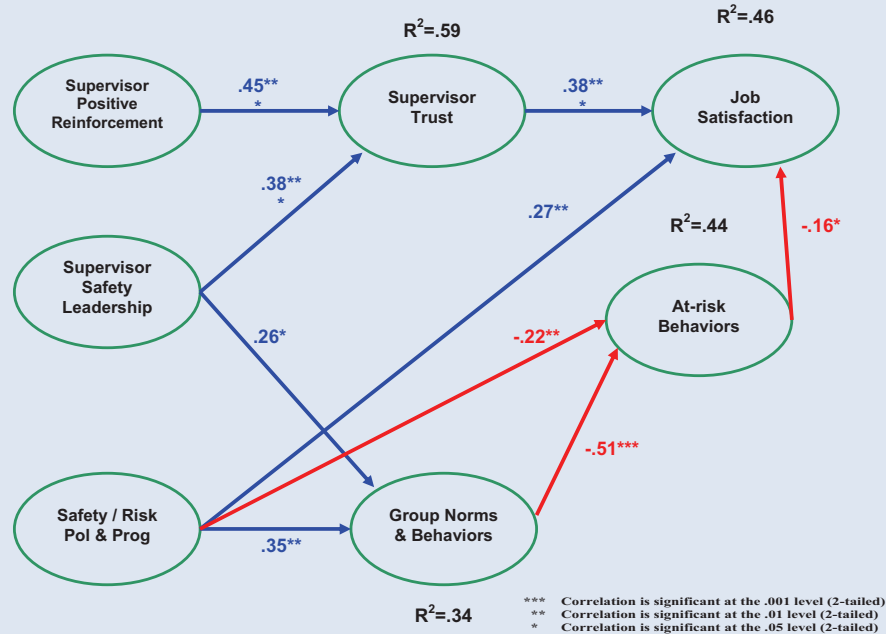 R²=.59
R²=.46
Supervisor
Positive
Reinforcement
.45**
*
Supervisor
Trust
.38**
*
Job
Satisfaction
.38**
*
.27**
R²=.44
-.16*
Supervisor
Safety
Leadership
At-risk
Behaviors
.26*
-.22**
-.51***
Safety / Risk
Pol & Prog
Group Norms
& Behaviors
.35**
R²=.34
*** Correlation is significant at the .001 level (2-tailed)
** Correlation is significant at the .01 level (2-tailed)
* Correlation is significant at the .05 level (2-tailed)